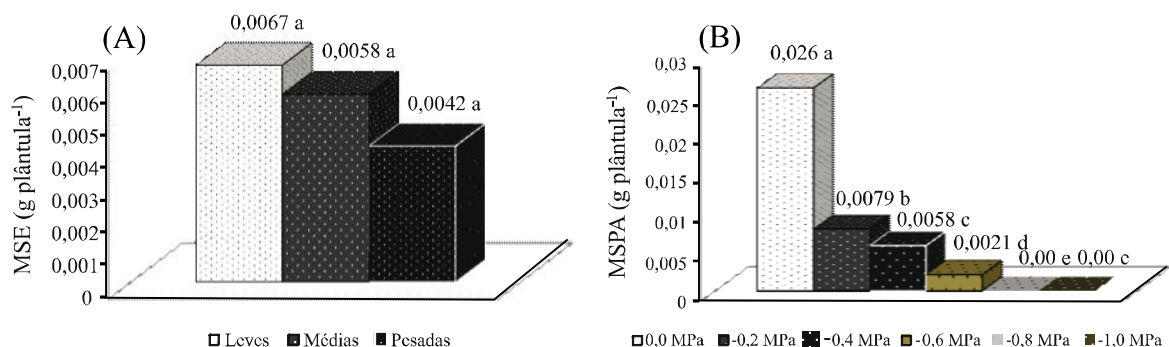 (A)
0,0067 a
0,0058 a
0,0042 a
MSE (g plântula-1)
0,007
0,006
0,005
0,004
0,003
0,002
0,001
0
Leves Médias Pesadas
(B)
0,026 a
0,0079 b
0,0058 c
0,0021 d
0,00 e 0,00 c
MSPA (g plântula-1)
0,03
0,025
0,02
0,015
0,01
0,005
0
0,0 MPa -0,2 MPa -0,4 MPa -0,6 MPa -0,8 MPa -1,0 MPa